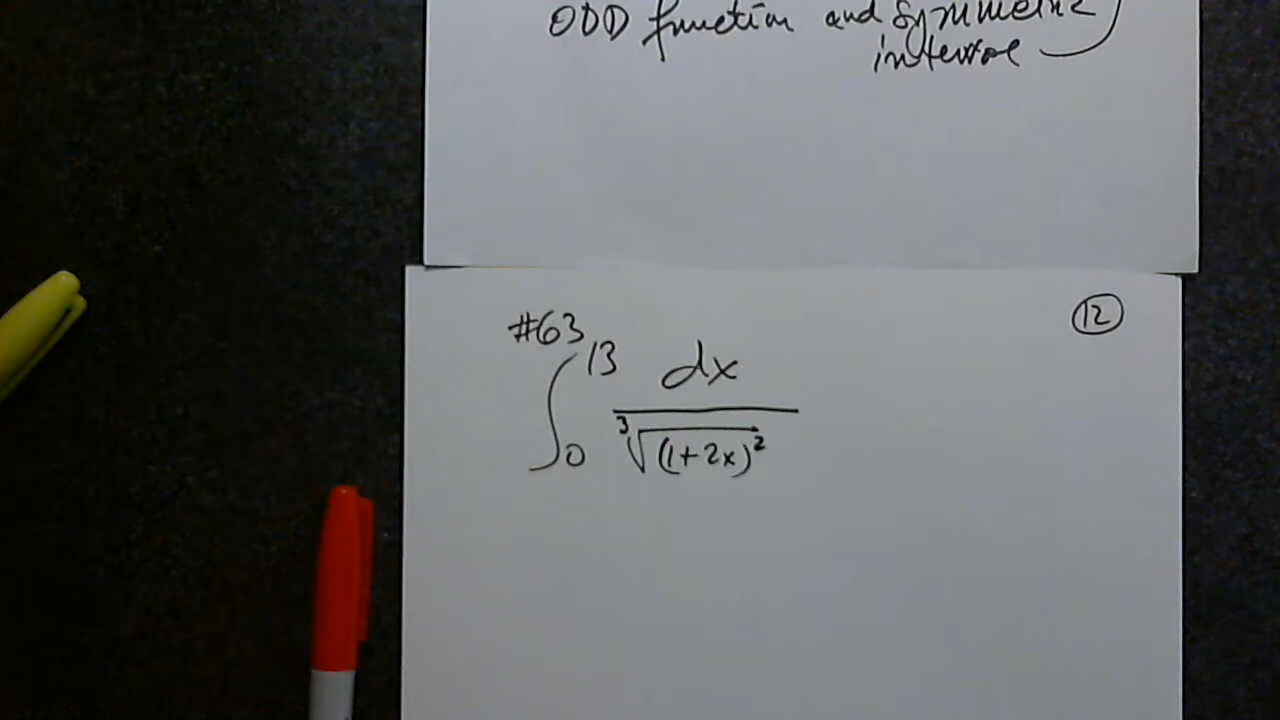 ODD function and symmetric
interval
#63
12
∫₀¹³ dx / ∛(1+2x)²